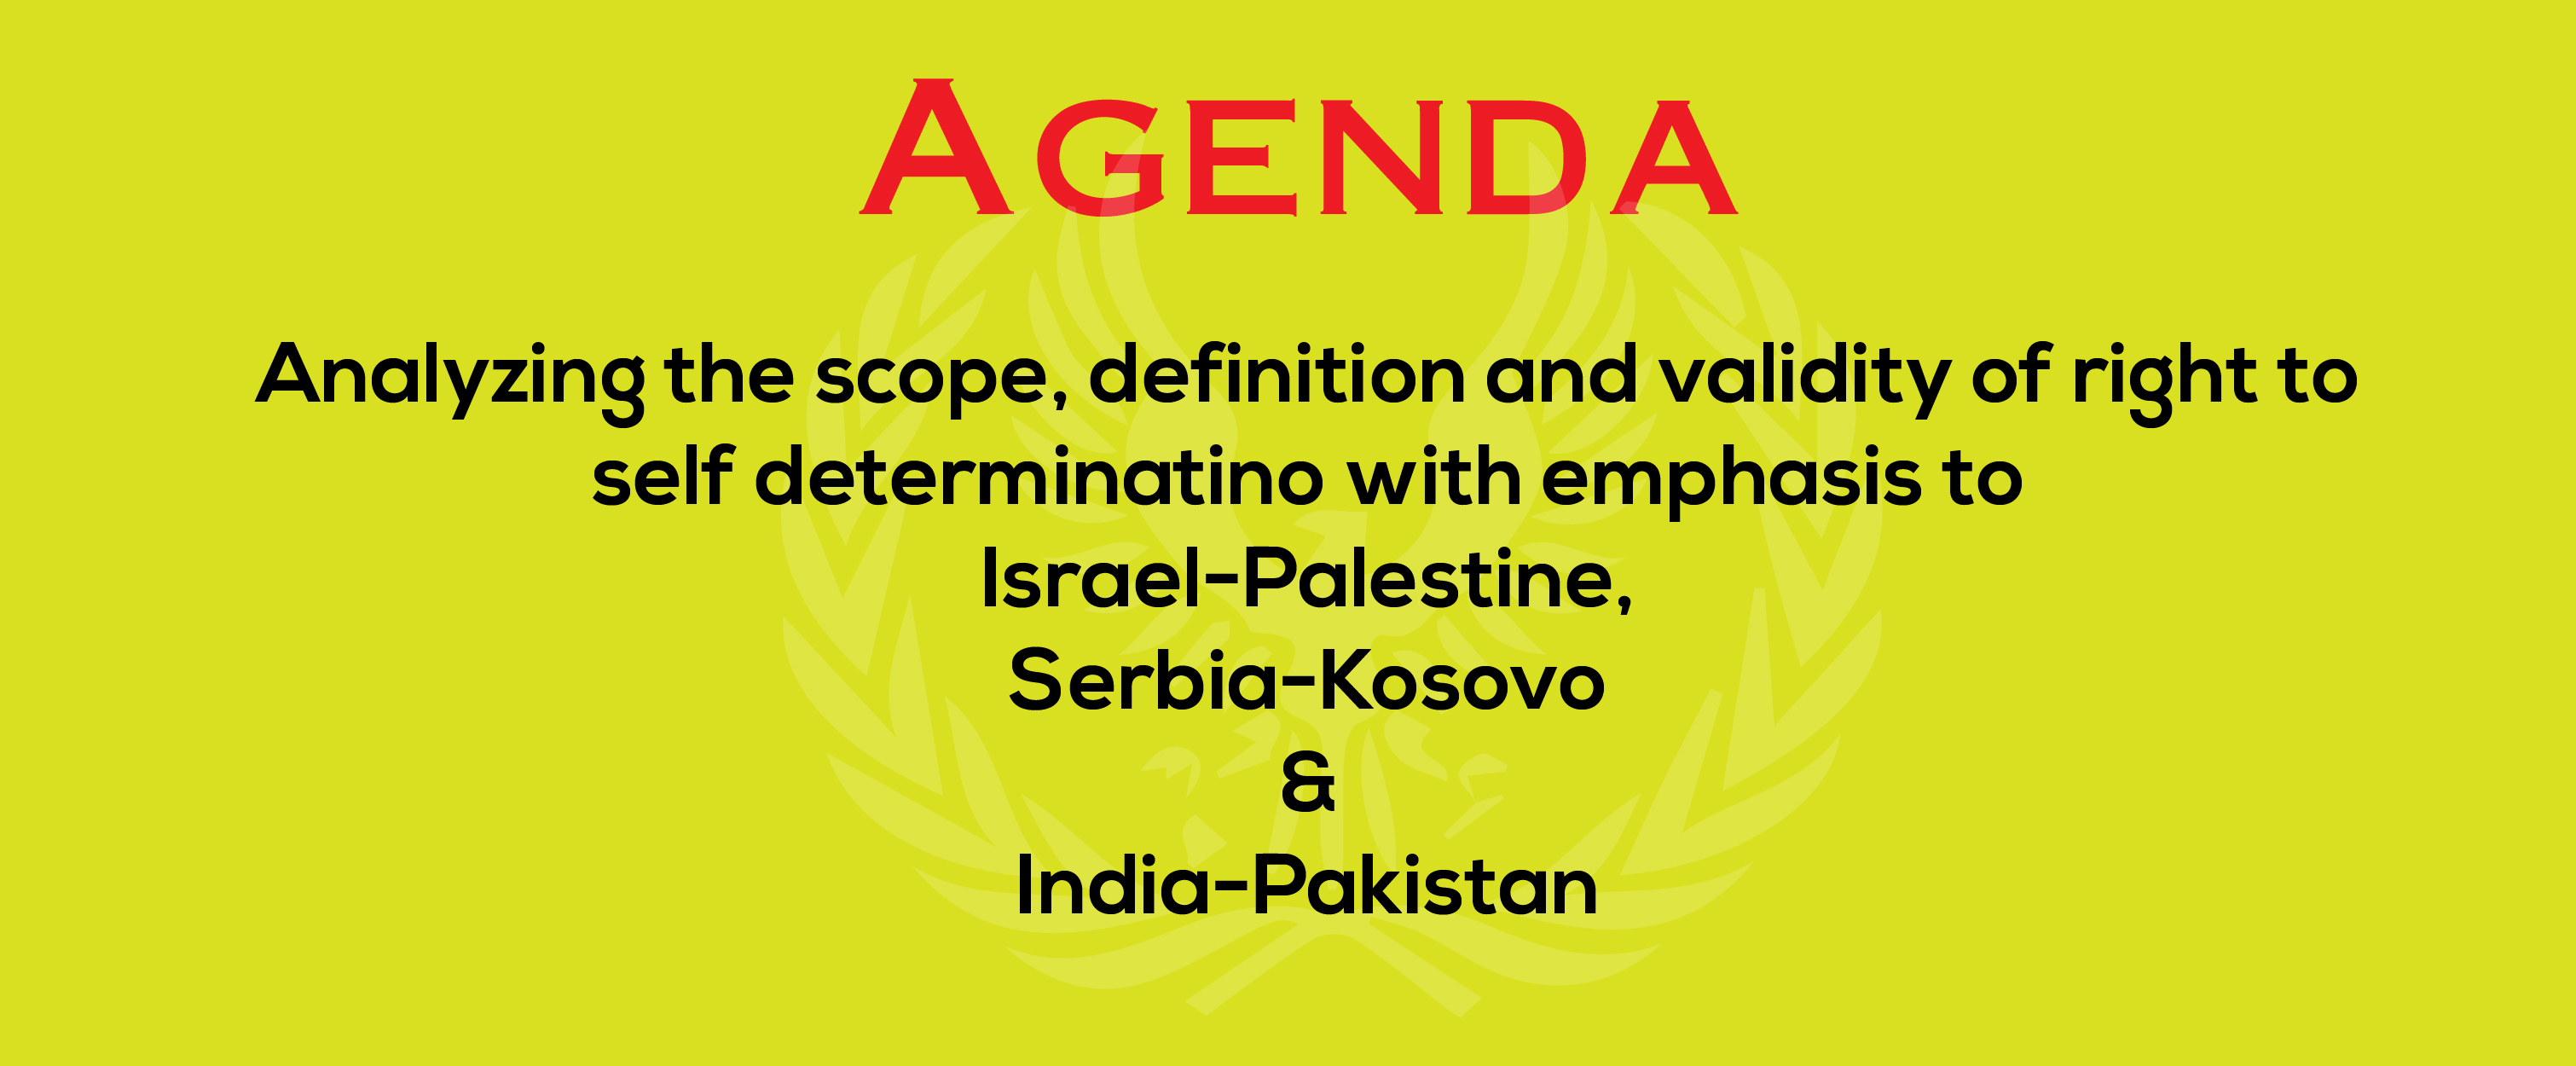 AGENDA
Analyzing the scope, definition and validity of right to
self determinatino with emphasis to
Israel-Palestine,
Serbia-Kosovo
&
India-Pakistan